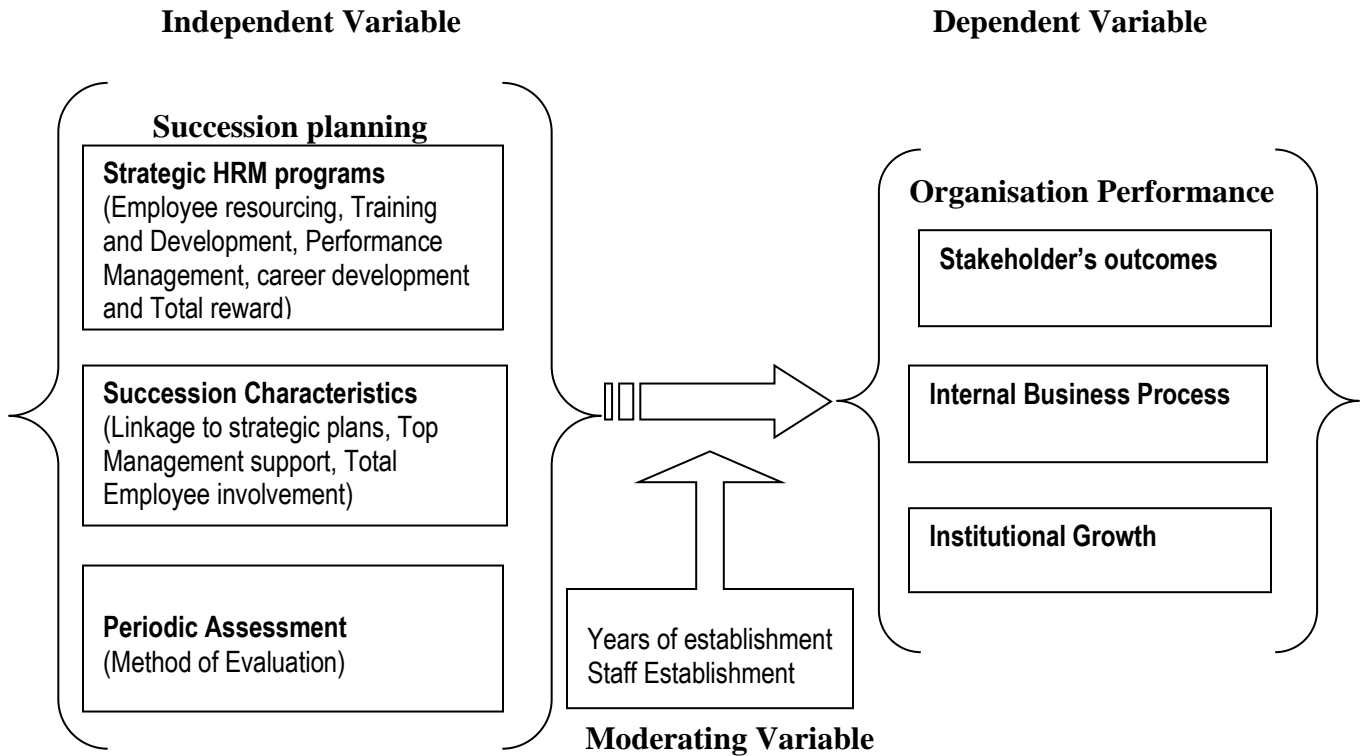 Independent Variable
Dependent Variable
Succession planning
Strategic HRM programs
(Employee resourcing, Training
and Development, Performance
Management, career development
and Total reward)
Succession Characteristics
(Linkage to strategic plans, Top
Management support, Total
Employee involvement)
Periodic Assessment
(Method of Evaluation)
Years of establishment
Staff Establishment
Moderating Variable
Organisation Performance
Stakeholder’s outcomes
Internal Business Process
Institutional Growth